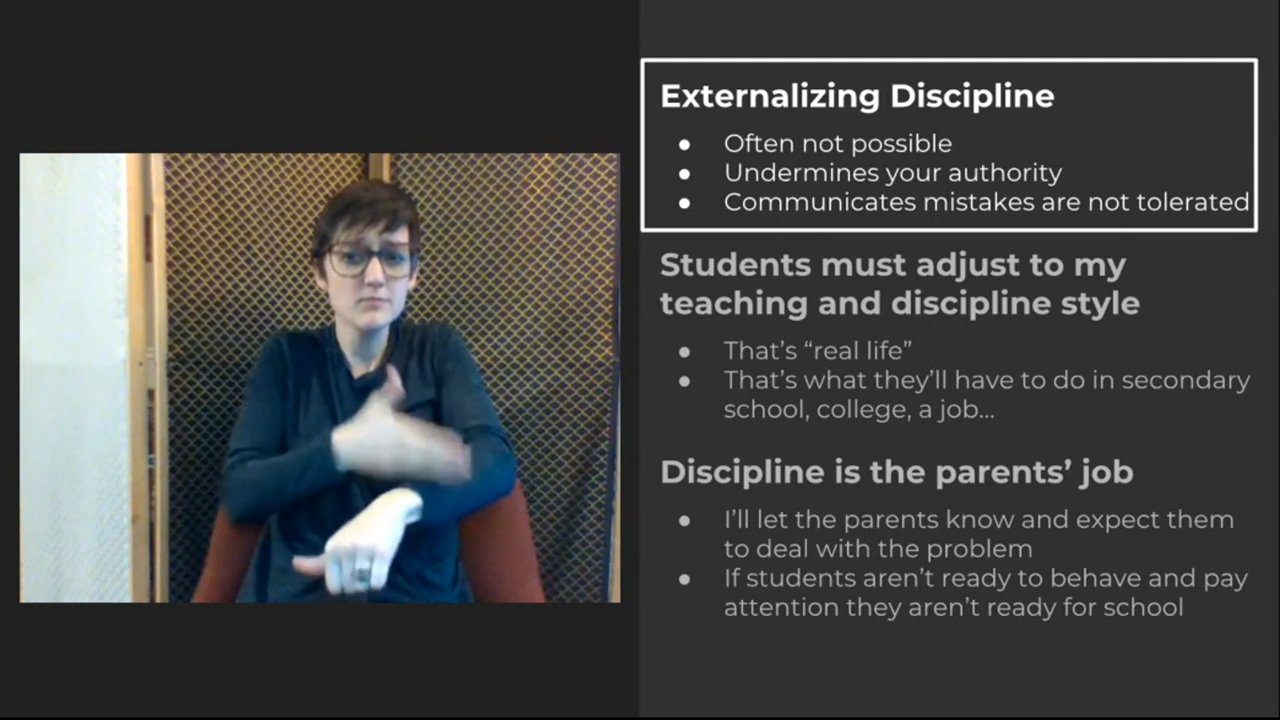 Externalizing Discipline
● Often not possible
● Undermines your authority
● Communicates mistakes are not tolerated
Students must adjust to my
teaching and discipline style
● That’s “real life”
● That’s what they’ll have to do in secondary
school, college, a job...
Discipline is the parents’ job
● I’ll let the parents know and expect them
to deal with the problem
● If students aren’t ready to behave and pay
attention they aren’t ready for school